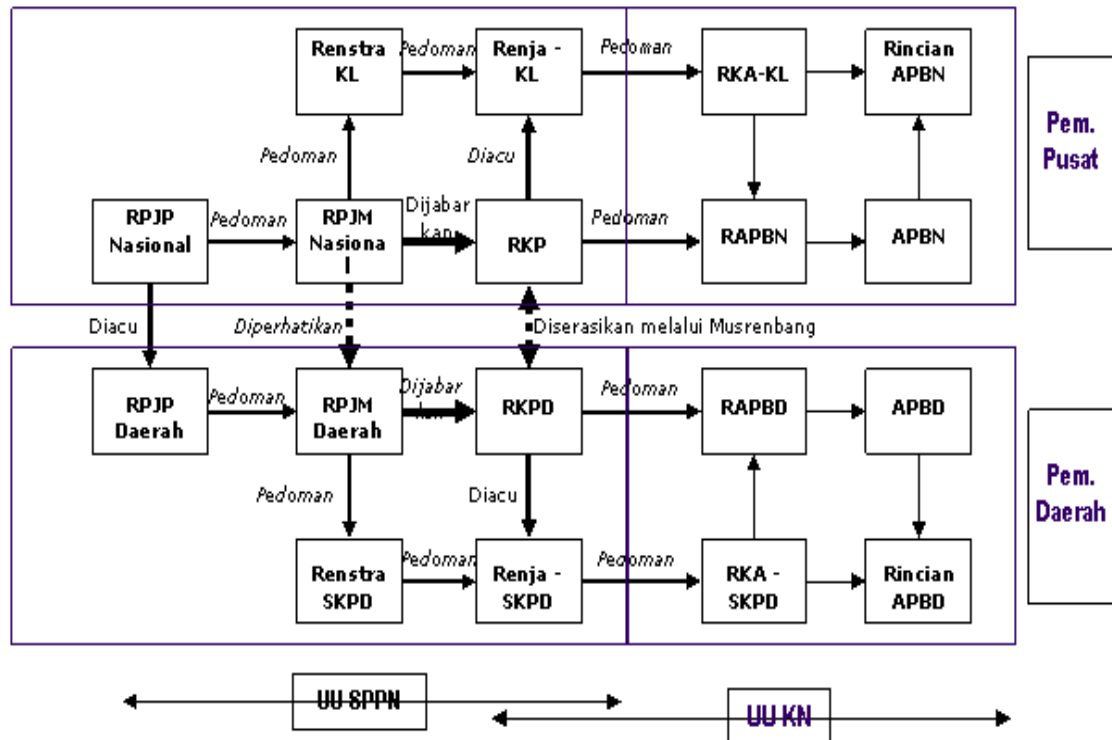 Renstra
KL
Pedoman
Renja -
KL
Pedoman
RKA-KL
Rincian
APBN
Pedoman
Diacu
RPJP
Nasional
Pedoman
RPJM
Nasiona
Dijabar
kan
RKP
Pedoman
RAPBN
APBN
Pem.
Pusat
Diacu
Diperhatikan
Diserasikan melalui Musrenbang
RPJP
Daerah
Pedoman
RPJM
Daerah
Dijabar
kan
RKPD
Pedoman
RAPBD
APBD
Pedoman
Diacu
Renstra
SKPD
Pedoman
Renja -
SKPD
Pedoman
RKA -
SKPD
Rincian
APBD
Pem.
Daerah
UU SPPN
UU KN